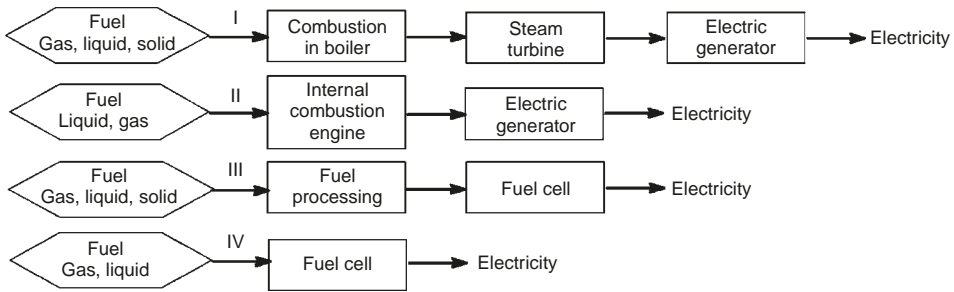 Fuel
Gas, liquid, solid
I
Combustion
in boiler
Steam
turbine
Electric
generator
Electricity
Fuel
Liquid, gas
II
Internal
combustion
engine
Electric
generator
Electricity
Fuel
Gas, liquid, solid
III
Fuel
processing
Fuel cell
Electricity
Fuel
Gas, liquid
IV
Fuel cell
Electricity